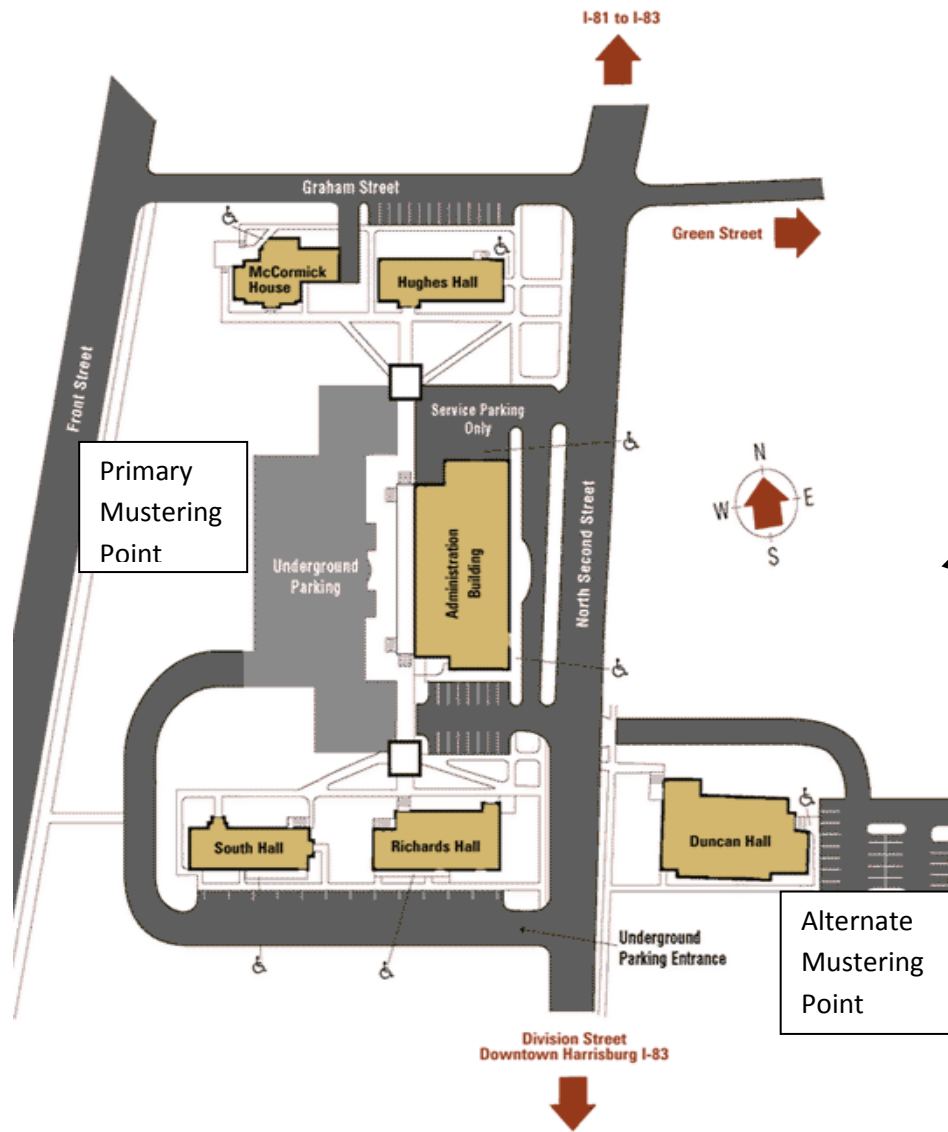 I-81 to I-83
Graham Street
Green Street
McCormick
House
Hughes Hall
Front Street
Service Parking
Only
Primary
Mustering
Point
N
W
E
S
North Second Street
Underground
Parking
Administration
Building
South Hall
Richards Hall
Duncan Hall
Underground
Parking Entrance
Alternate
Mustering
Point
Division Street
Downtown Harrisburg I-83